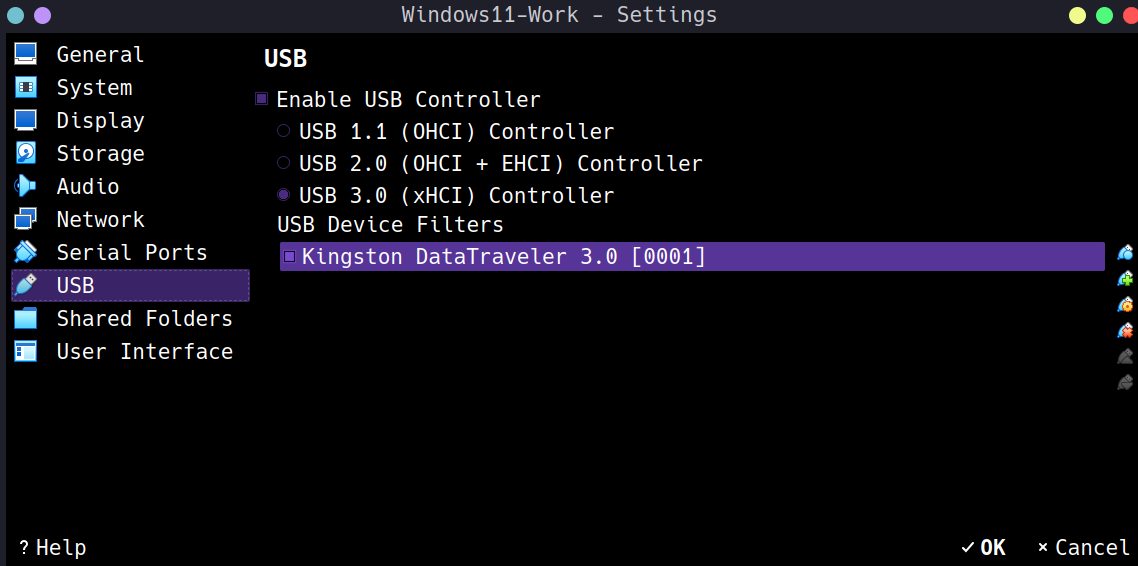 Windows11-Work - Settings
General
System
Display
Storage
Audio
Network
Serial Ports
USB
Shared Folders
User Interface
USB
Enable USB Controller
USB 1.1 (OHCI) Controller
USB 2.0 (OHCI + EHCI) Controller
USB 3.0 (xHCI) Controller
USB Device Filters
Kingston DataTraveler 3.0 [0001]
? Help
OK
Cancel